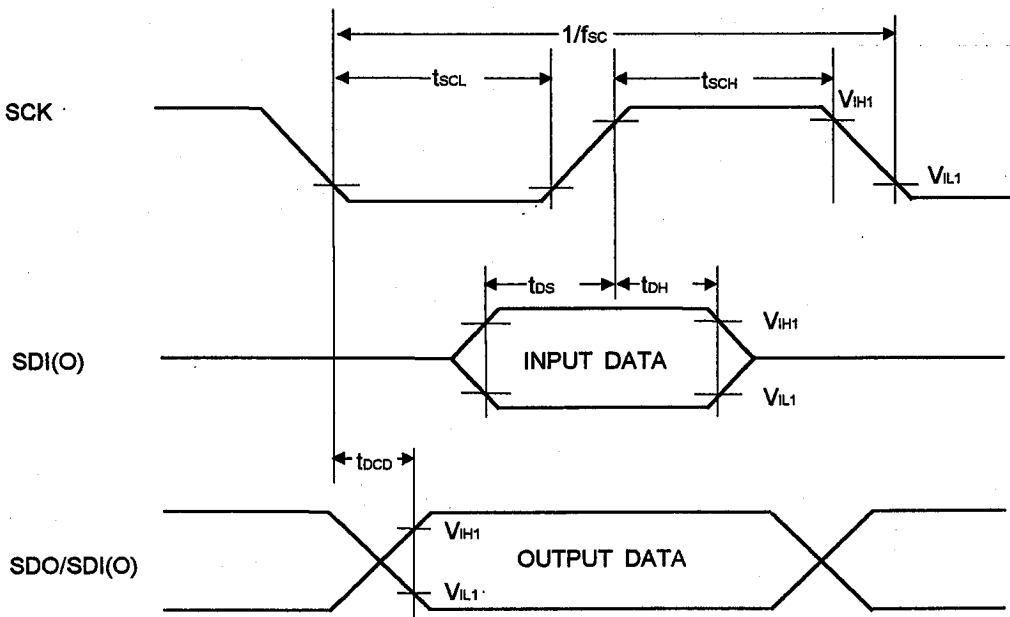 1/fSC
tSCL
tSCH
SCK
VIH1
VIL1
tDS
tDH
VIH1
SDI(O)
INPUT DATA
VIL1
tDCD
VIH1
OUTPUT DATA
SDO/SDI(O)
VIL1